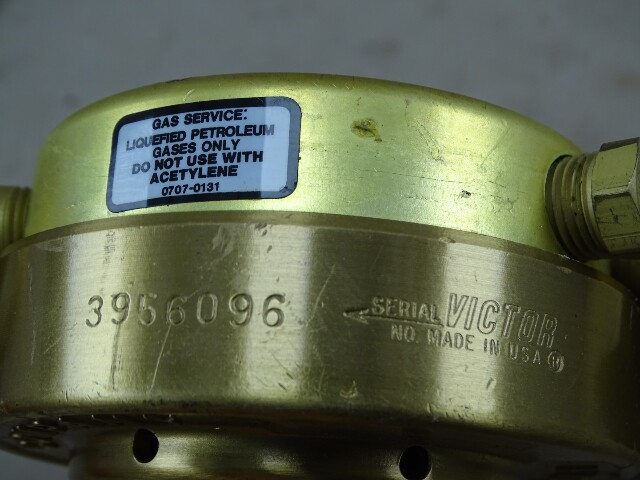 GAS SERVICE:
LIQUEFIED PETROLEUM
GASES ONLY
DO NOT USE WITH
ACETYLENE
0707-0131
3956096
SERIAL VICTOR
NO. MADE IN USA ®